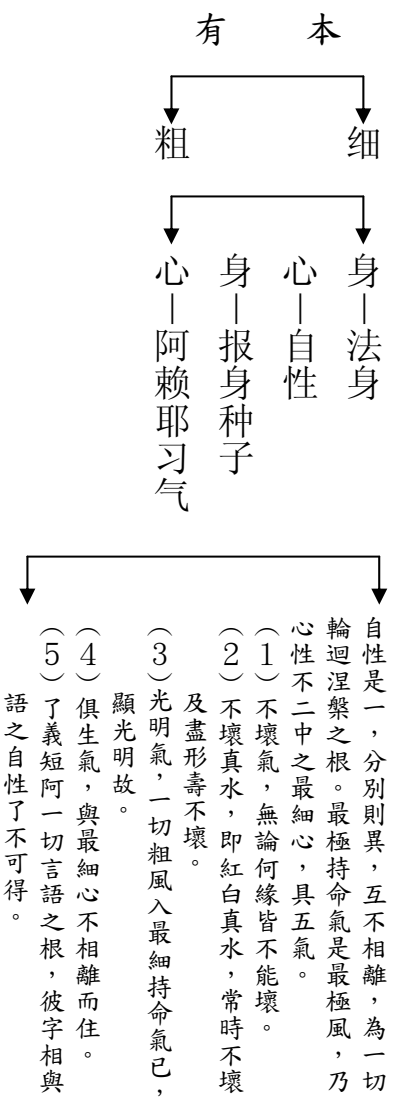 本有
细
粗
身—法身
心—自性
身—报身种子
心—阿赖耶习气
自性是一，分別則異，互不相離，為一切
輪迴涅槃之根。最極持命氣是最極風，乃
心性不二中之最細心，具五氣。
（1）不壞氣，無論何緣皆不能壞。
（2）不壞真水，即紅白真水，常時不壞
及盡形壽不壞。
（3）光明氣，一切粗風入最細持命氣已，
顯光明故。
（4）俱生氣，與最細心不相離而住。
（5）了義短阿一切言語之根，彼字相與
語之自性了不可得。